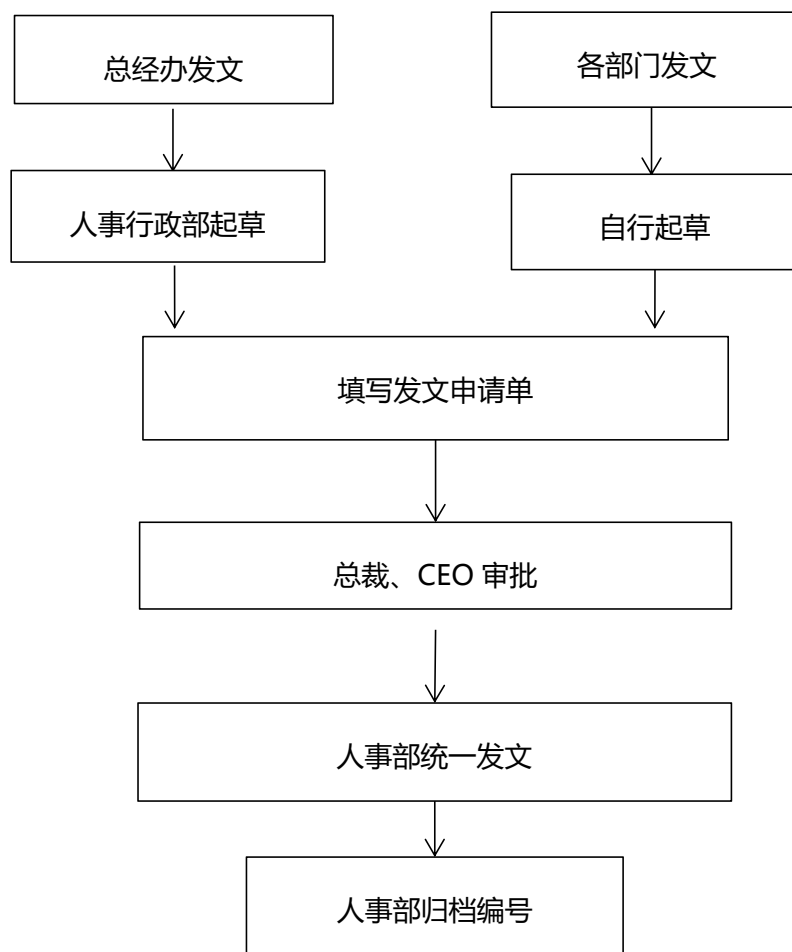 总经办发文
各部门发文
人事行政部起草
自行起草
填写发文申请单
总裁、CEO 审批
人事部统一发文
人事部归档编号